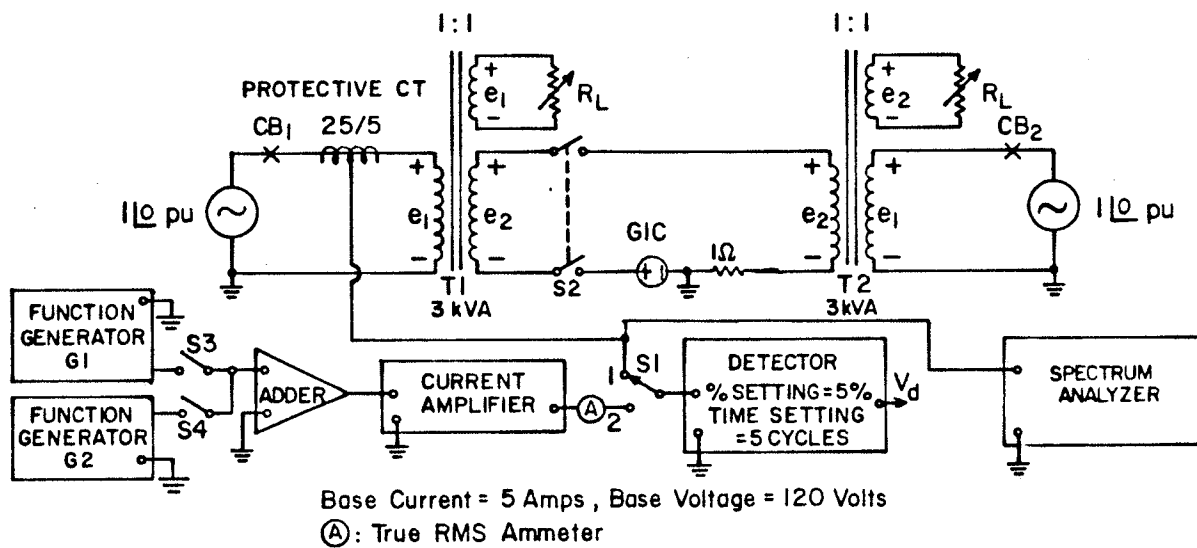 1:1
1:1
PROTECTIVE CT
CB1
25/5
+
e1
−
RL
+
e2
−
RL
CB2
1∠0 pu
+
e1
−
+
e2
−
S2
GIC
+
1Ω
+
e2
−
+
e1
−
1∠0 pu
T1
3 kVA
T2
3 kVA
FUNCTION
GENERATOR
G1
S3
FUNCTION
GENERATOR
G2
S4
ADDER
CURRENT
AMPLIFIER
A
1
S1
2
DETECTOR
% SETTING = 5%
TIME SETTING
= 5 CYCLES
Vd
SPECTRUM
ANALYZER
Base Current = 5 Amps, Base Voltage = 120 Volts
A: True RMS Ammeter